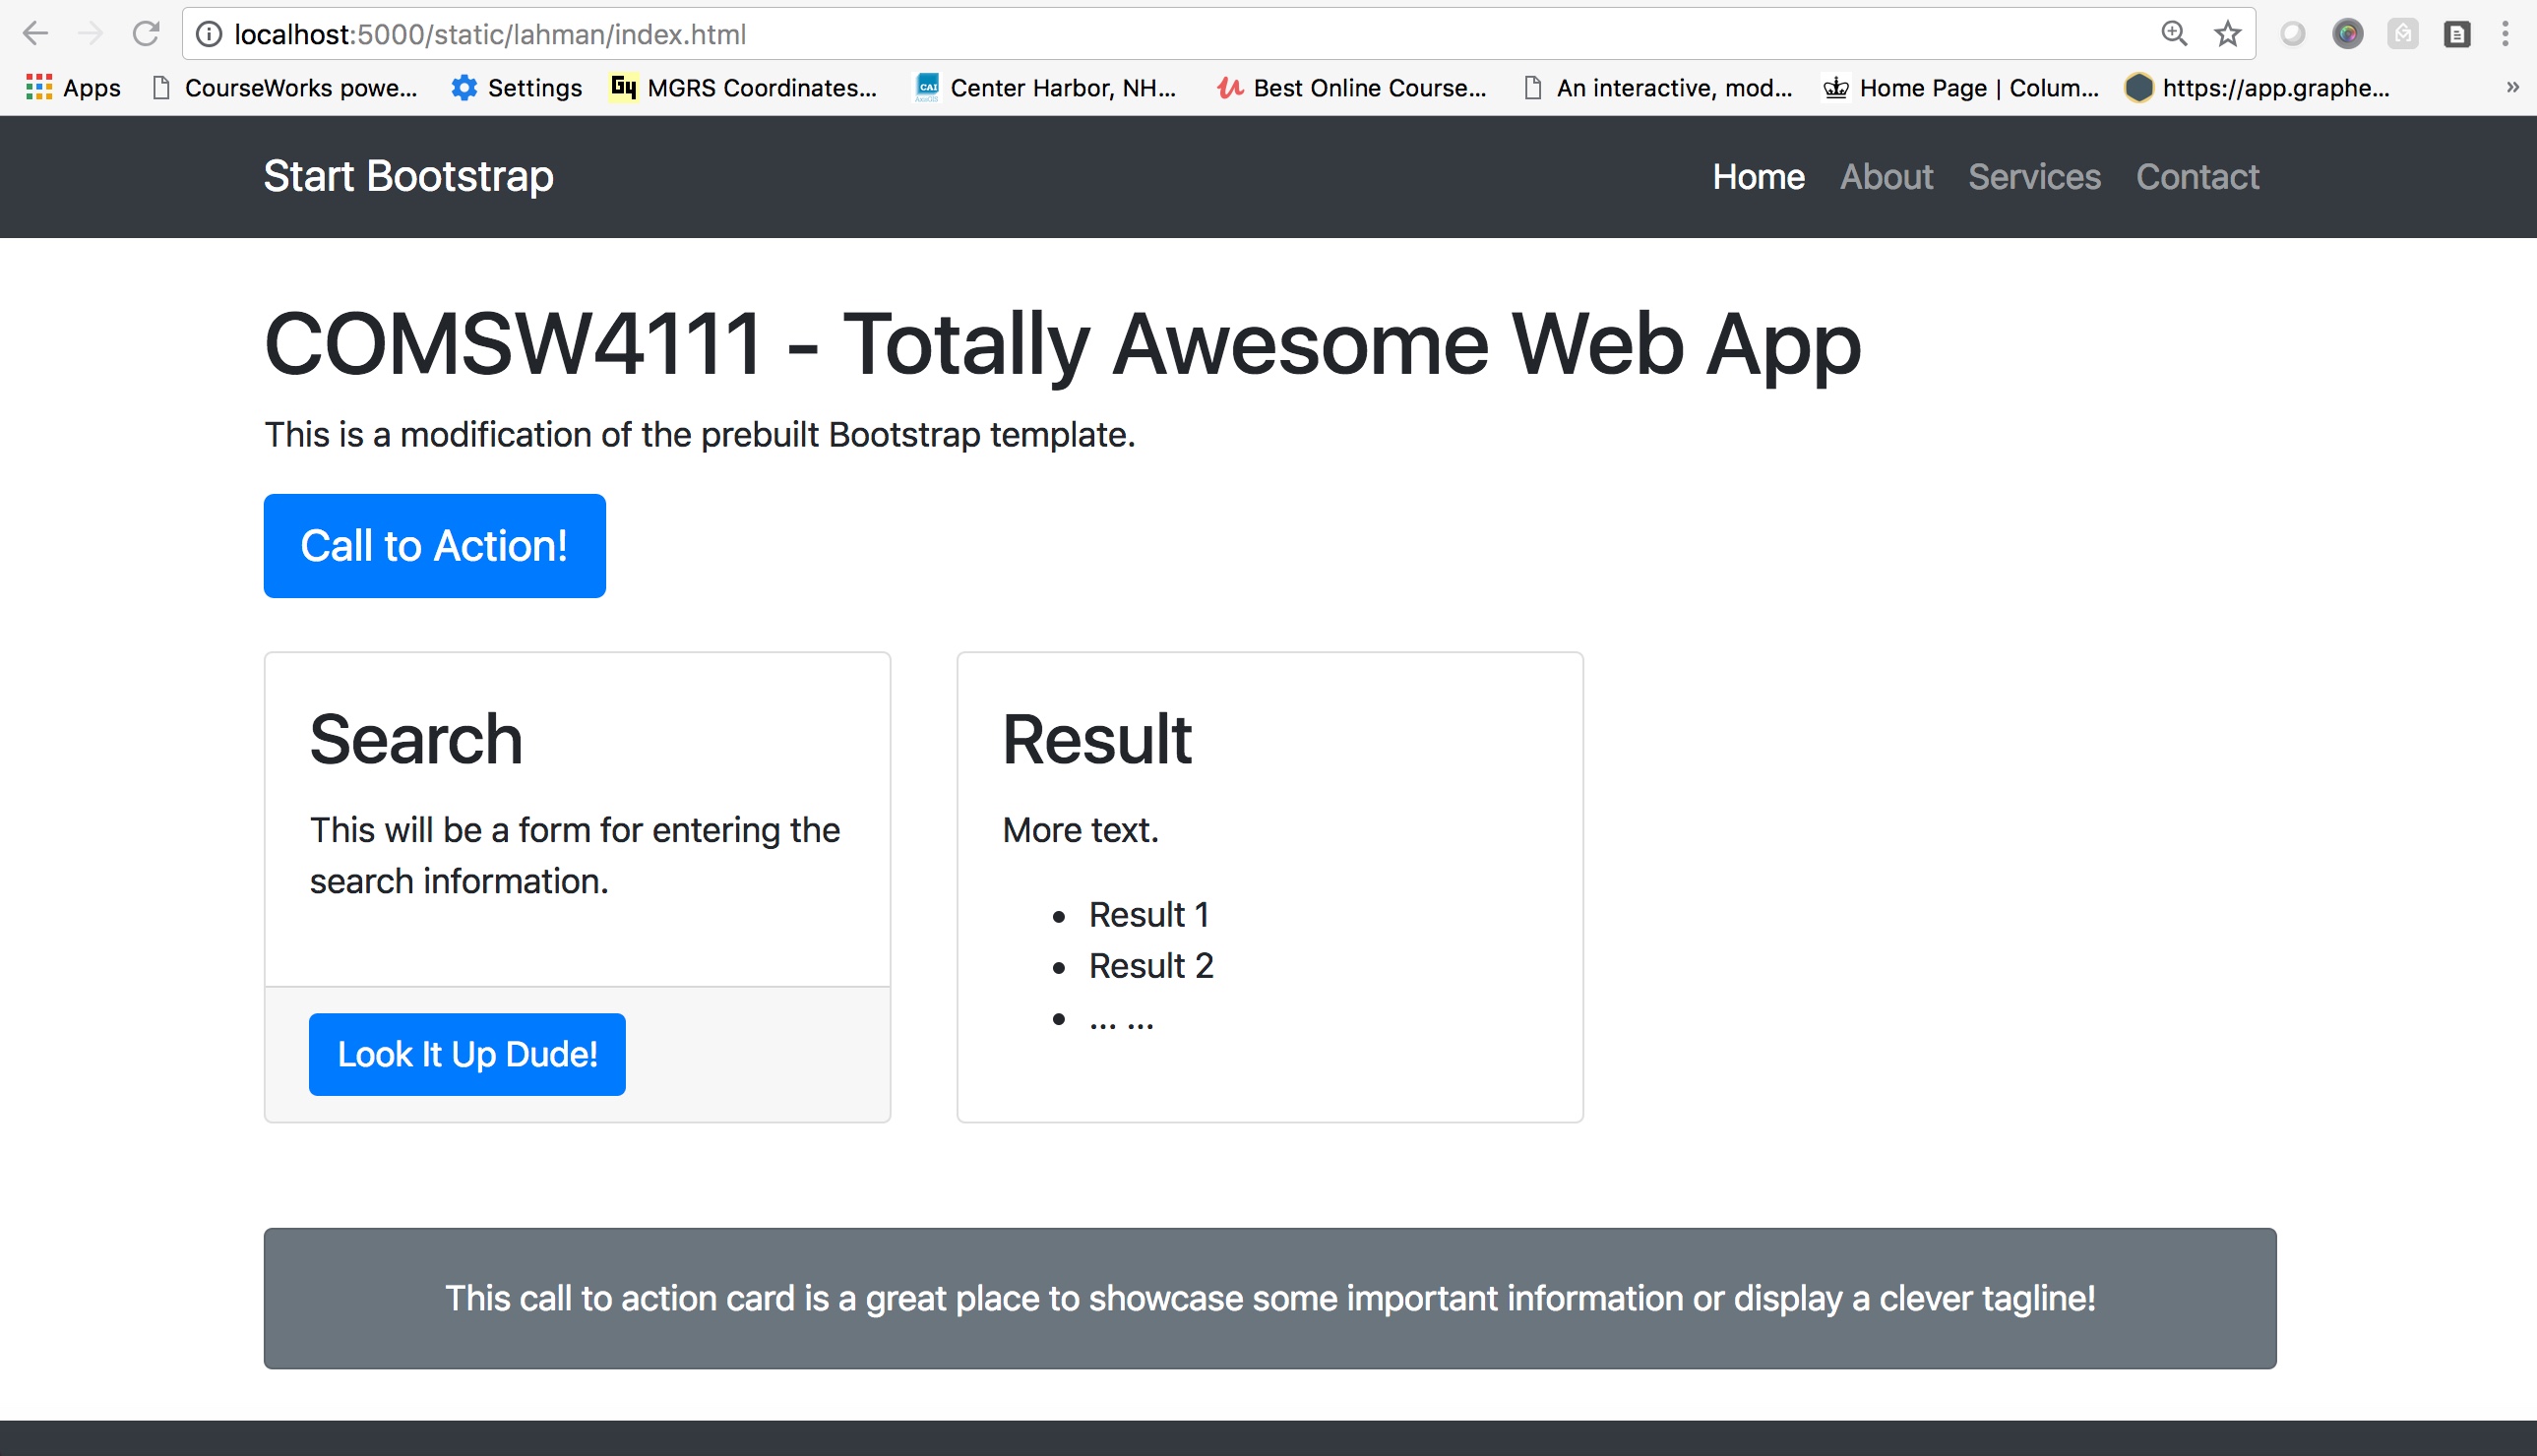 localhost:5000/static/lahman/index.html
Apps CourseWorks powe... Settings Gy MGRS Coordinates... CAI Center Harbor, NH... Best Online Course... An interactive, mod... Home Page | Colum... https://app.graphe... »
Start Bootstrap Home About Services Contact
COMSW4111 - Totally Awesome Web App
This is a modification of the prebuilt Bootstrap template.
Call to Action!
Search
This will be a form for entering the
search information.
Look It Up Dude!
Result
More text.
• Result 1
• Result 2
• ... ...
This call to action card is a great place to showcase some important information or display a clever tagline!